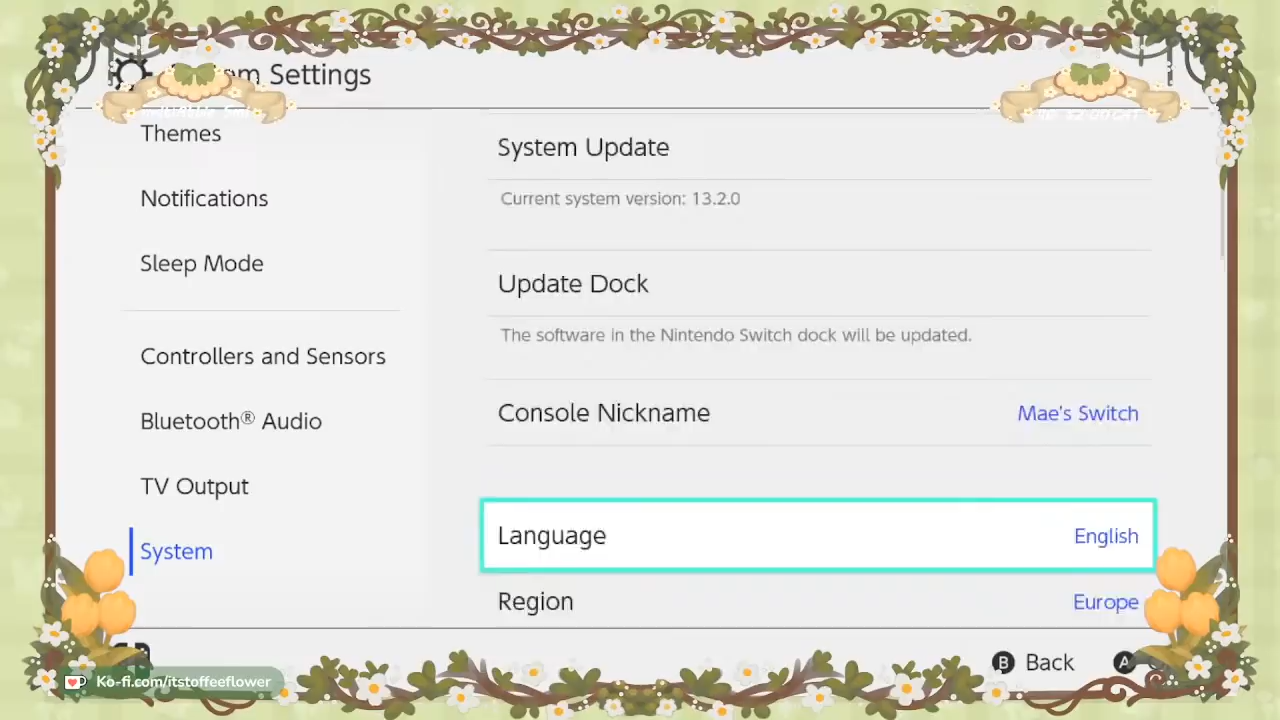 System Settings
Themes
Notifications
Sleep Mode
Controllers and Sensors
Bluetooth® Audio
TV Output
System
System Update
Current system version: 13.2.0
Update Dock
The software in the Nintendo Switch dock will be updated.
Console Nickname
Mae's Switch
Language
English
Region
Europe
B Back
A
Ko-fi.com/itstoffeeflower